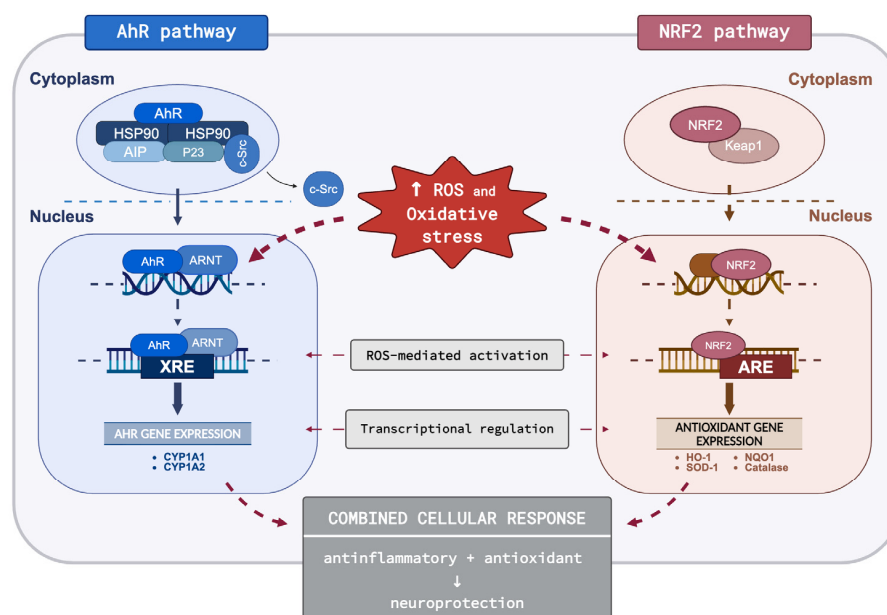 AhR pathway
NRF2 pathway
Cytoplasm
Cytoplasm
AhR
HSP90
HSP90
AIP
P23
c-Src
c-Src
NRF2
Keap1
↑ ROS and
Oxidative
stress
Nucleus
Nucleus
AhR
ARNT
NRF2
AhR
ARNT
XRE
NRF2
ARE
ROS-mediated activation
Transcriptional regulation
AHR GENE EXPRESSION
• CYP1A1
• CYP1A2
ANTIOXIDANT GENE
EXPRESSION
• HO-1 • NQO1
• SOD-1 • Catalase
COMBINED CELLULAR RESPONSE
antinflammatory + antioxidant
↓
neuroprotection